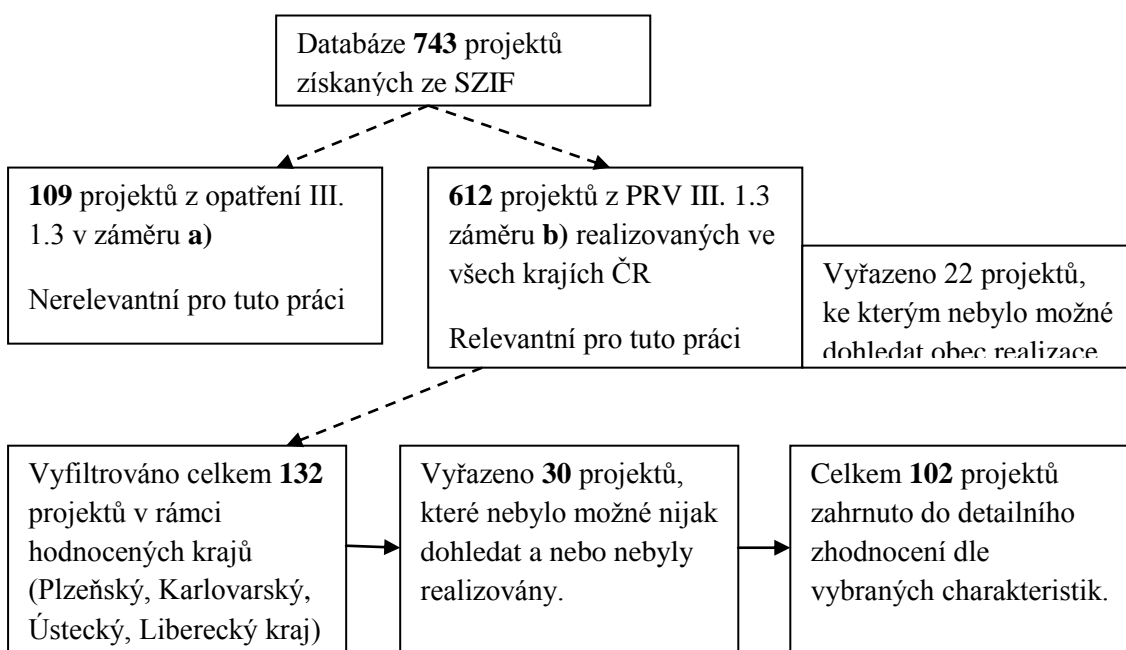 Databáze 743 projektů
získaných ze SZIF
109 projektů z opatření III.
1.3 v záměru a)
Nerelevantní pro tuto práci
612 projektů z PRV III. 1.3
záměru b) realizovaných ve
všech krajích ČR
Relevantní pro tuto práci
Vyřazeno 22 projektů,
ke kterým nebylo možné
dohledat obec realizace
Vyfiltrováno celkem 132
projektů v rámci
hodnocených krajů
(Plzeňský, Karlovarský,
Ústecký, Liberecký kraj)
Vyřazeno 30 projektů,
které nebylo možné nijak
dohledat a nebo nebyly
realizovány.
Celkem 102 projektů
zahrnuto do detailního
zhodnocení dle
vybraných charakteristik.